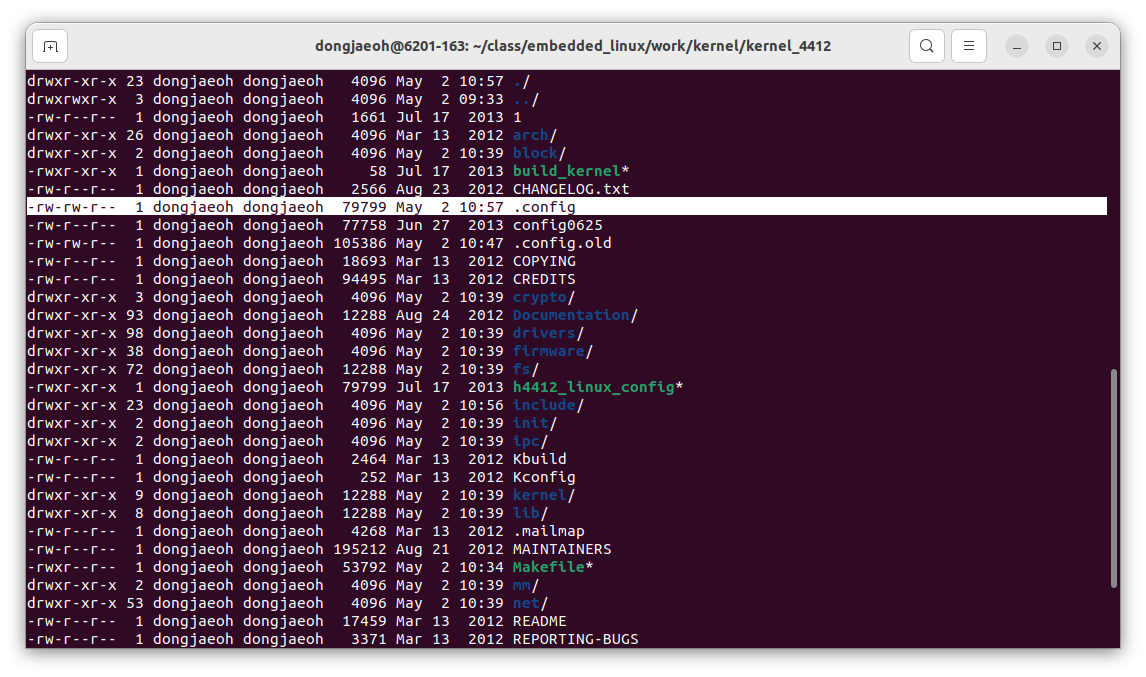 dongjaeoh@6201-163: ~/class/embedded_linux/work/kernel/kernel_4412
drwxr-xr-x 23 dongjaeoh dongjaeoh   4096 May  2 10:57 ./
drwxrwxr-x  3 dongjaeoh dongjaeoh   4096 May  2 09:33 ../
-rw-r--r--  1 dongjaeoh dongjaeoh   1661 Jul 17  2013 1
drwxr-xr-x 26 dongjaeoh dongjaeoh   4096 Mar 13  2012 arch/
drwxr-xr-x  2 dongjaeoh dongjaeoh   4096 May  2 10:39 block/
-rwxr-xr-x  1 dongjaeoh dongjaeoh     58 Jul 17  2013 build_kernel*
-rw-r--r--  1 dongjaeoh dongjaeoh   2566 Aug 23  2012 CHANGELOG.txt
-rw-rw-r--  1 dongjaeoh dongjaeoh  79799 May  2 10:57 .config
-rw-r--r--  1 dongjaeoh dongjaeoh  77758 Jun 27  2013 config0625
-rw-rw-r--  1 dongjaeoh dongjaeoh 105386 May  2 10:47 .config.old
-rw-r--r--  1 dongjaeoh dongjaeoh  18693 Mar 13  2012 COPYING
-rw-r--r--  1 dongjaeoh dongjaeoh  94495 Mar 13  2012 CREDITS
drwxr-xr-x  3 dongjaeoh dongjaeoh   4096 May  2 10:39 crypto/
drwxr-xr-x 93 dongjaeoh dongjaeoh  12288 Aug 24  2012 Documentation/
drwxr-xr-x 98 dongjaeoh dongjaeoh   4096 May  2 10:39 drivers/
drwxr-xr-x 38 dongjaeoh dongjaeoh   4096 May  2 10:39 firmware/
drwxr-xr-x 72 dongjaeoh dongjaeoh  12288 May  2 10:39 fs/
-rwxr-xr-x  1 dongjaeoh dongjaeoh  79799 Jul 17  2013 h4412_linux_config*
drwxr-xr-x 23 dongjaeoh dongjaeoh   4096 May  2 10:56 include/
drwxr-xr-x  2 dongjaeoh dongjaeoh   4096 May  2 10:39 init/
drwxr-xr-x  2 dongjaeoh dongjaeoh   4096 May  2 10:39 ipc/
-rw-r--r--  1 dongjaeoh dongjaeoh   2464 Mar 13  2012 Kbuild
-rw-r--r--  1 dongjaeoh dongjaeoh    252 Mar 13  2012 Kconfig
drwxr-xr-x  9 dongjaeoh dongjaeoh  12288 May  2 10:39 kernel/
drwxr-xr-x  8 dongjaeoh dongjaeoh  12288 May  2 10:39 lib/
-rw-r--r--  1 dongjaeoh dongjaeoh   4268 Mar 13  2012 .mailmap
-rw-r--r--  1 dongjaeoh dongjaeoh 195212 Aug 21  2012 MAINTAINERS
-rwxr-xr-x  1 dongjaeoh dongjaeoh  53792 May  2 10:34 Makefile*
drwxr-xr-x  2 dongjaeoh dongjaeoh   4096 May  2 10:39 mm/
drwxr-xr-x 53 dongjaeoh dongjaeoh   4096 May  2 10:39 net/
-rw-r--r--  1 dongjaeoh dongjaeoh  17459 Mar 13  2012 README
-rw-r--r--  1 dongjaeoh dongjaeoh   3371 Mar 13  2012 REPORTING-BUGS